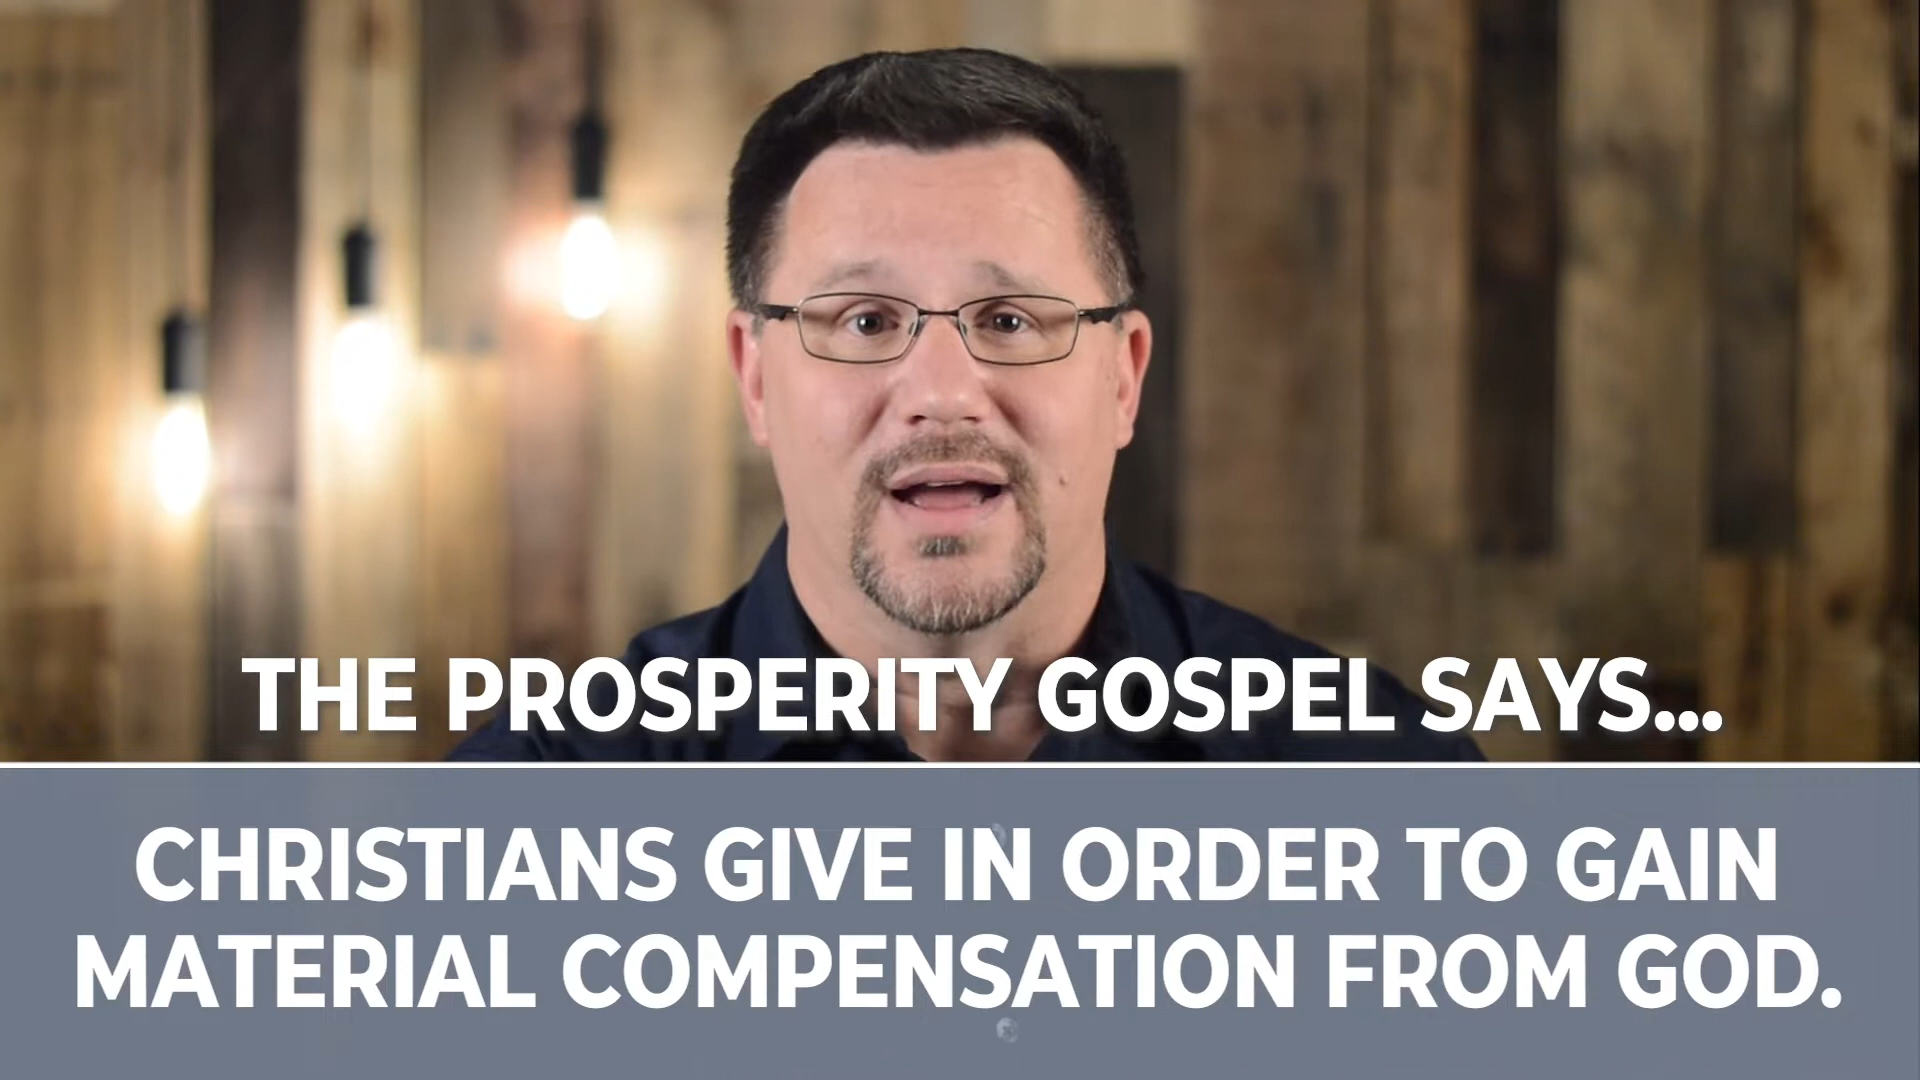 THE PROSPERITY GOSPEL SAYS...
CHRISTIANS GIVE IN ORDER TO GAIN
MATERIAL COMPENSATION FROM GOD.